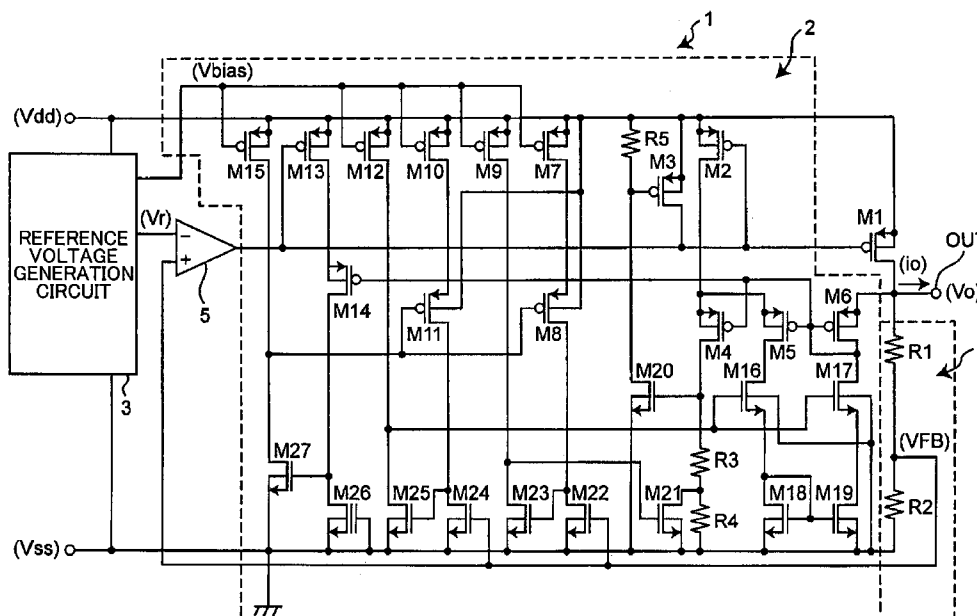 1
2
(Vbias)
(Vdd)
R5
M3
M15
M13
M12
M10
M9
M7
M2
M1
OUT
(Vr)
REFERENCE
VOLTAGE
GENERATION
CIRCUIT
−
+
5
(io)
(Vo)
M14
M11
M8
M4
M5
M6
R1
3
M20
M16
M17
M27
R3
(VFB)
M26
M25
M24
M23
M22
M21
R4
M18
M19
R2
(Vss)